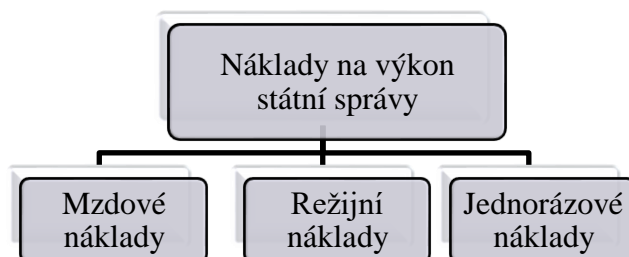 Náklady na výkon
státní správy
Mzdové
náklady
Režijní
náklady
Jednorázové
náklady